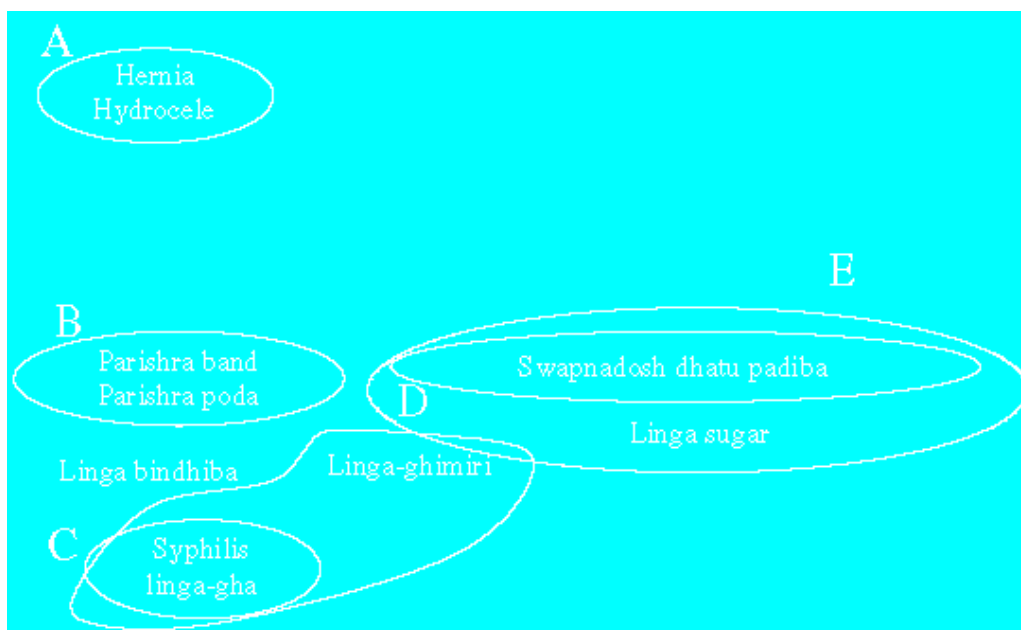 A
Hernia
Hydrocele
E
B
Parishra band
Parishra poda
Swapnadosh dhatu padiba
D
Linga sugar
Linga bindhiba
Linga-ghimiri
C
Syphilis
linga-gha